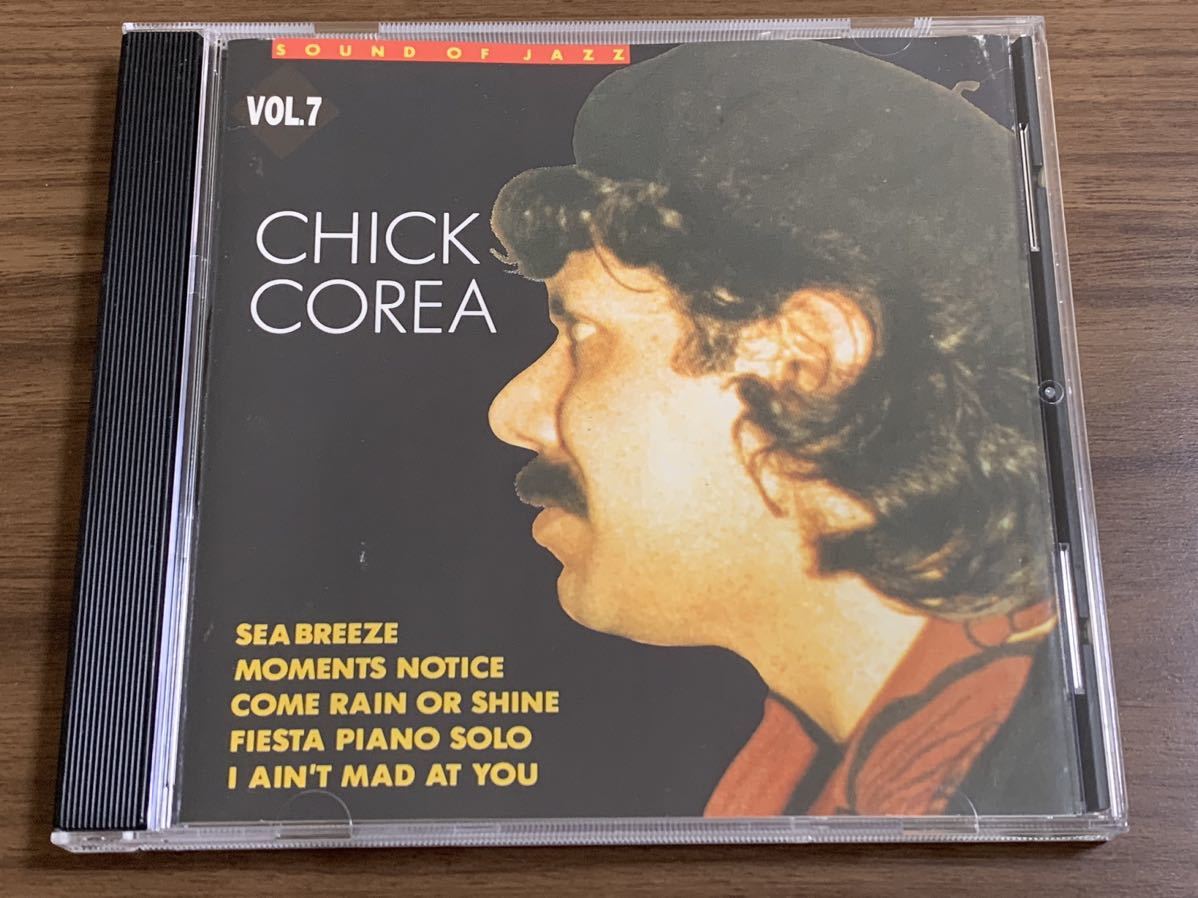 SOUND OF JAZZ
VOL.7
CHICK
COREA
SEA BREEZE
MOMENTS NOTICE
COME RAIN OR SHINE
FIESTA PIANO SOLO
I AIN'T MAD AT YOU